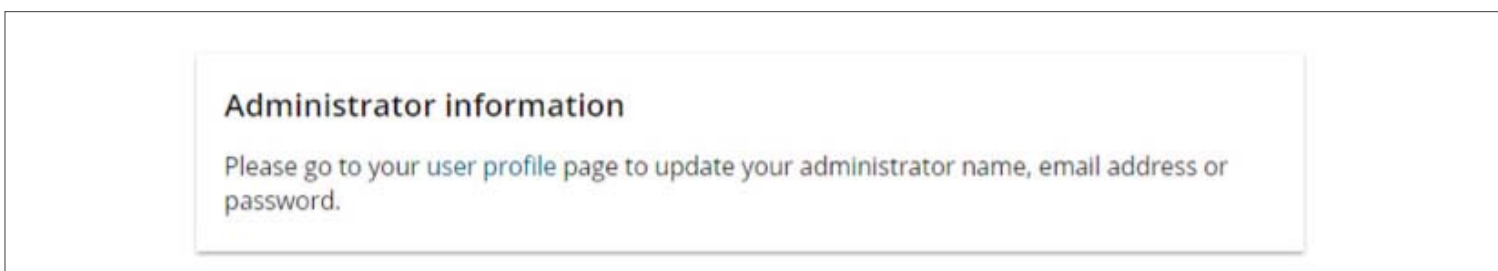 Administrator information
Please go to your user profile page to update your administrator name, email address or
password.